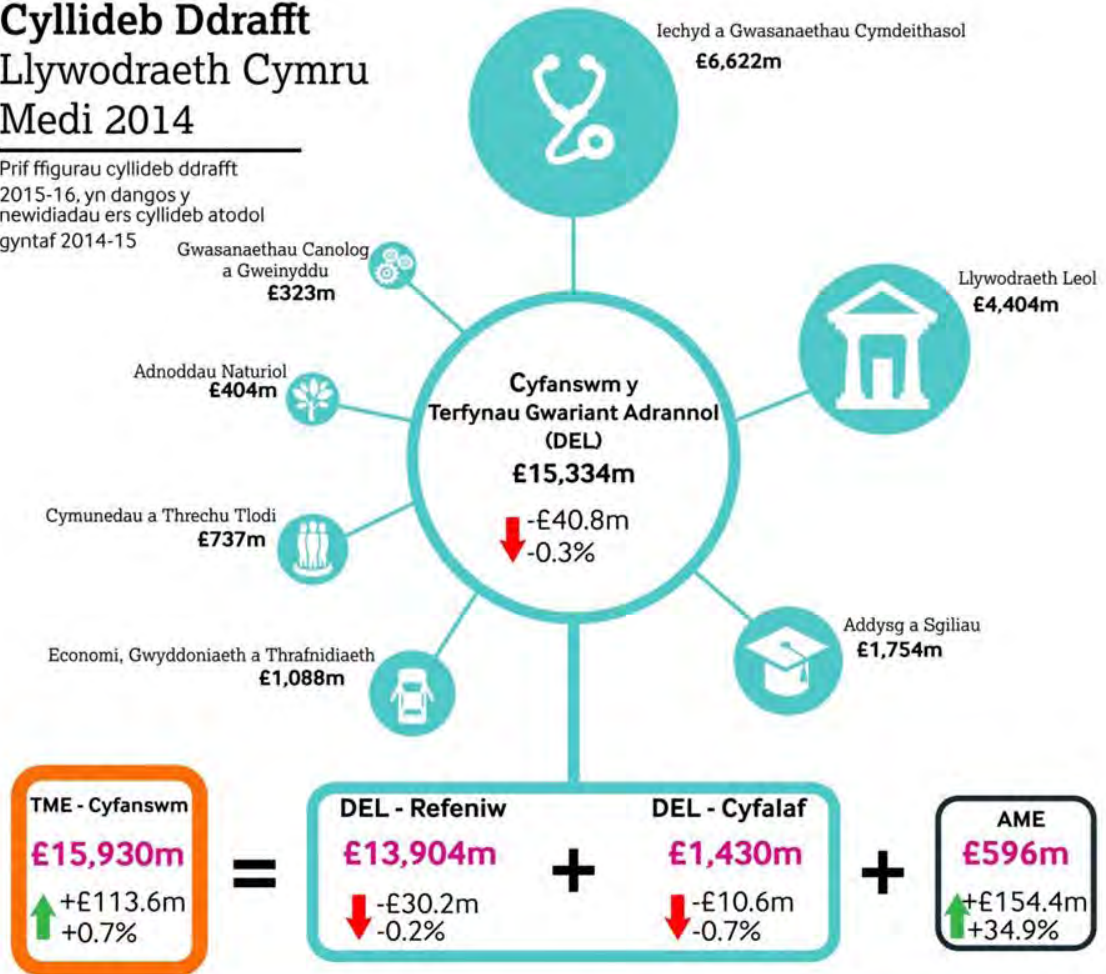 Cyllideb Ddrafft
Llywodraeth Cymru
Medi 2014
Prif ffigurau cyllideb ddrafft
2015-16, yn dangos y
newidiadau ers cyllideb atodol
gyntaf 2014-15
Iechyd a Gwasanaethau Cymdeithasol
£6,622m
Gwasanaethau Canolog
a Gweinyddu
£323m
Llywodraeth Leol
£4,404m
Adnoddau Naturiol
£404m
Cyfanswm y
Terfynau Gwariant Adrannol
(DEL)
£15,334m
-£40.8m
-0.3%
Cymunedau a Threchu Tlodi
£737m
Addysg a Sgiliau
£1,754m
Economi, Gwyddoniaeth a Thrafnidiaeth
£1,088m
TME - Cyfanswm
£15,930m
+£113.6m
+0.7%
=
DEL - Refeniw
£13,904m
-£30.2m
-0.2%
+
DEL - Cyfalaf
£1,430m
-£10.6m
-0.7%
+
AME
£596m
+£154.4m
+34.9%